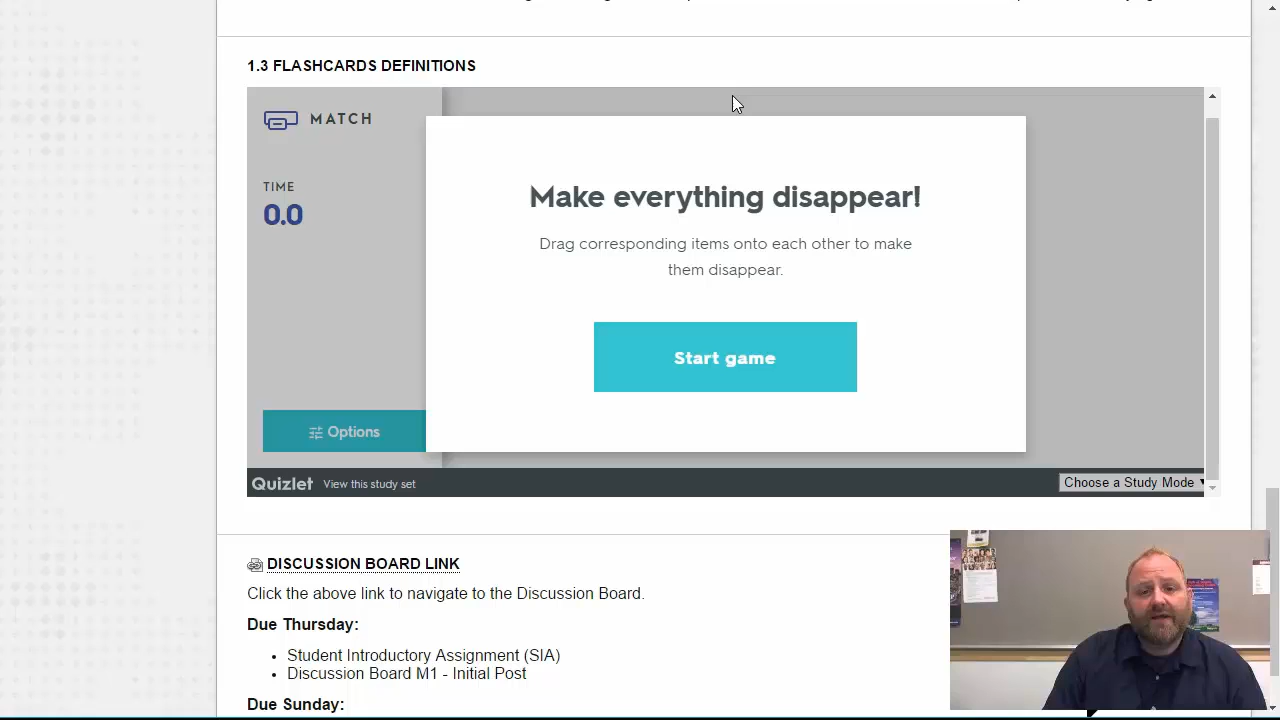 1.3 FLASHCARDS DEFINITIONS
MATCH
TIME
0.0
Make everything disappear!
Drag corresponding items onto each other to make
them disappear.
Start game
Options
Quizlet View this study set
Choose a Study Mode
DISCUSSION BOARD LINK
Click the above link to navigate to the Discussion Board.
Due Thursday:
• Student Introductory Assignment (SIA)
• Discussion Board M1 - Initial Post
Due Sunday: